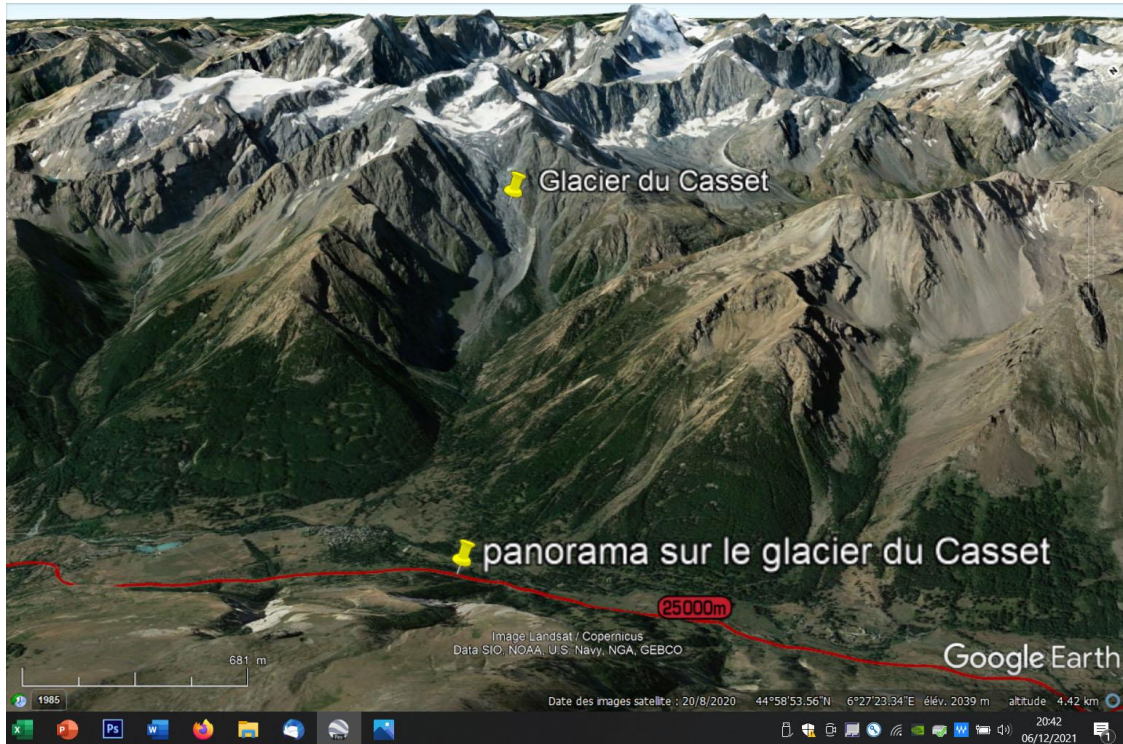 Glacier du Casset
panorama sur le glacier du Casset
25000m
Image Landsat / Copernicus
Data SIO, NOAA, U.S. Navy, NGA, GEBCO
Google Earth
681 m
1985
Date des images satellite : 20/8/2020 44°58'53.56"N 6°27'23.34"E élév. 2039 m altitude 4.42 km
20:42
06/12/2021